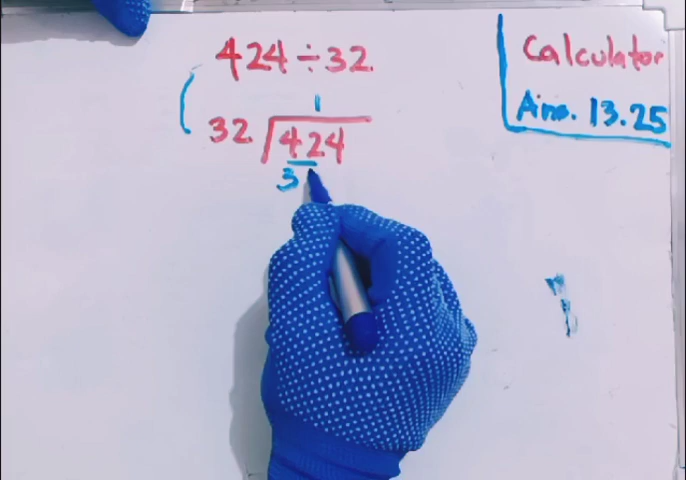 424 ÷ 32
1
32 424
3
Calculator
Ans. 13.25